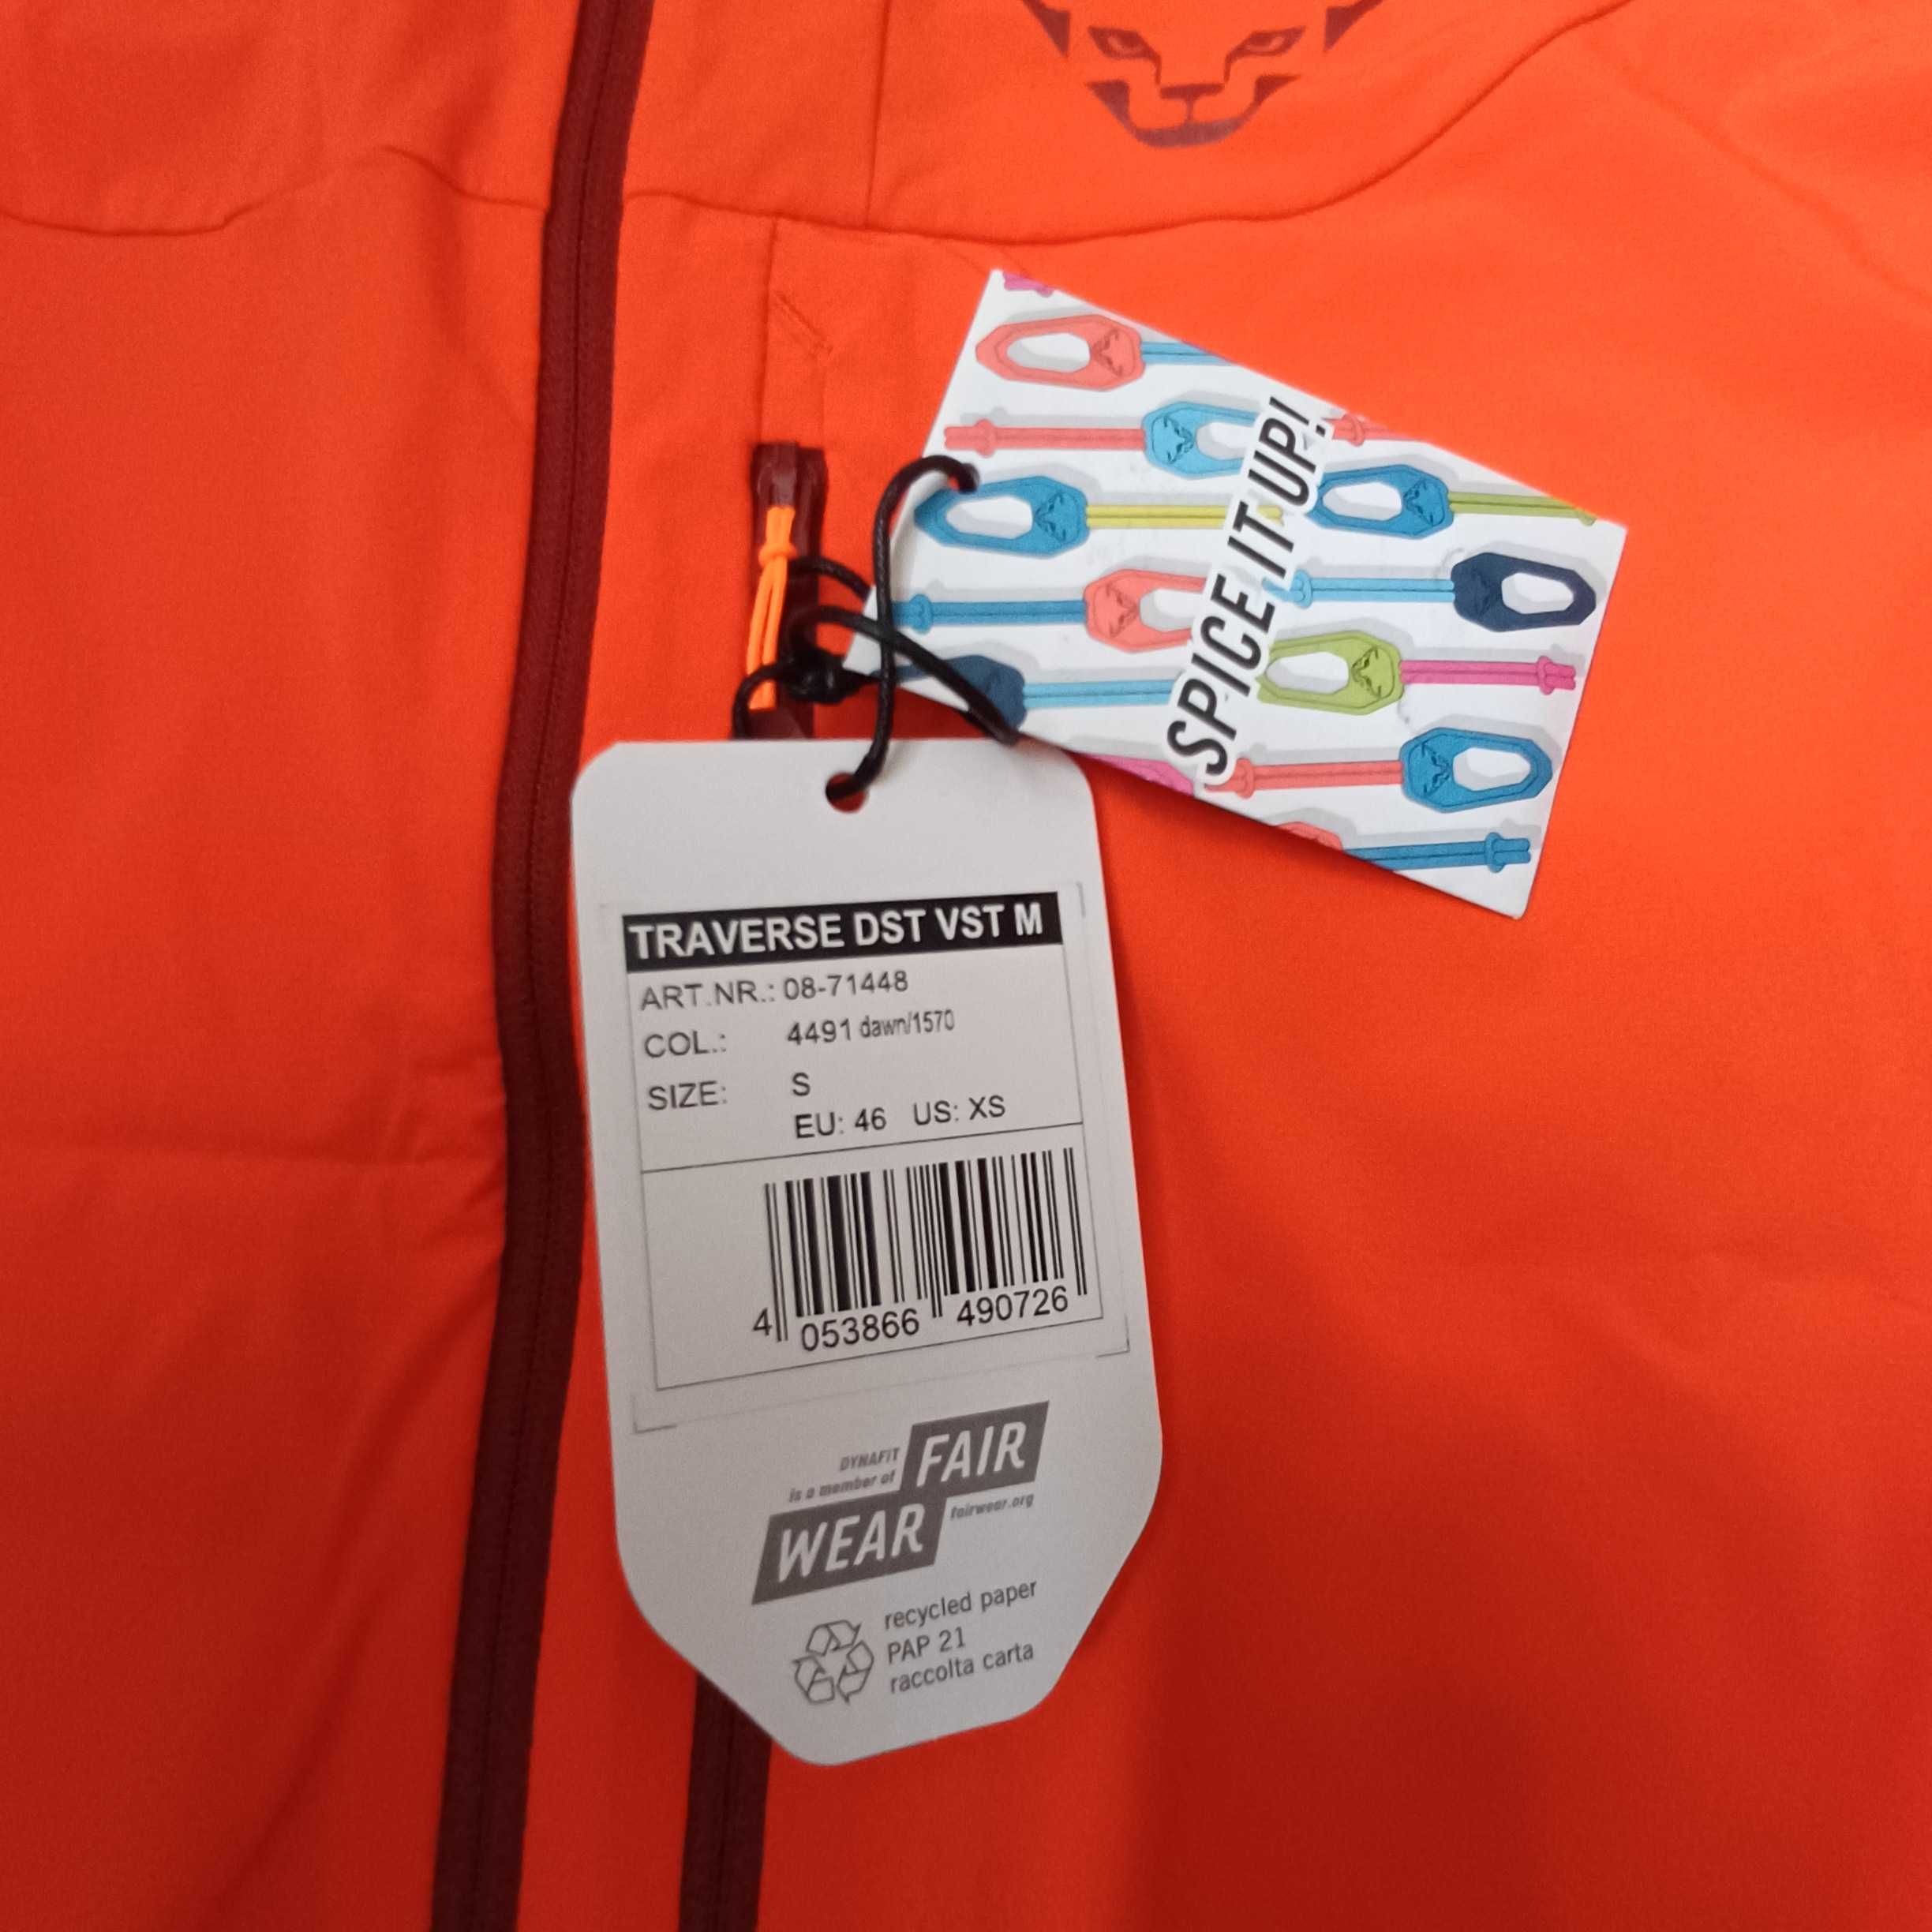 SPICE IT UP!
TRAVERSE DST VST M
ART.NR.: 08-71448
COL.: 4491 dawn/1570
SIZE: S
EU: 46 US: XS
4 053866 490726
DYNAFIT
is a member of
FAIR
WEAR
fairwear.org
recycled paper
PAP 21
raccolta carta